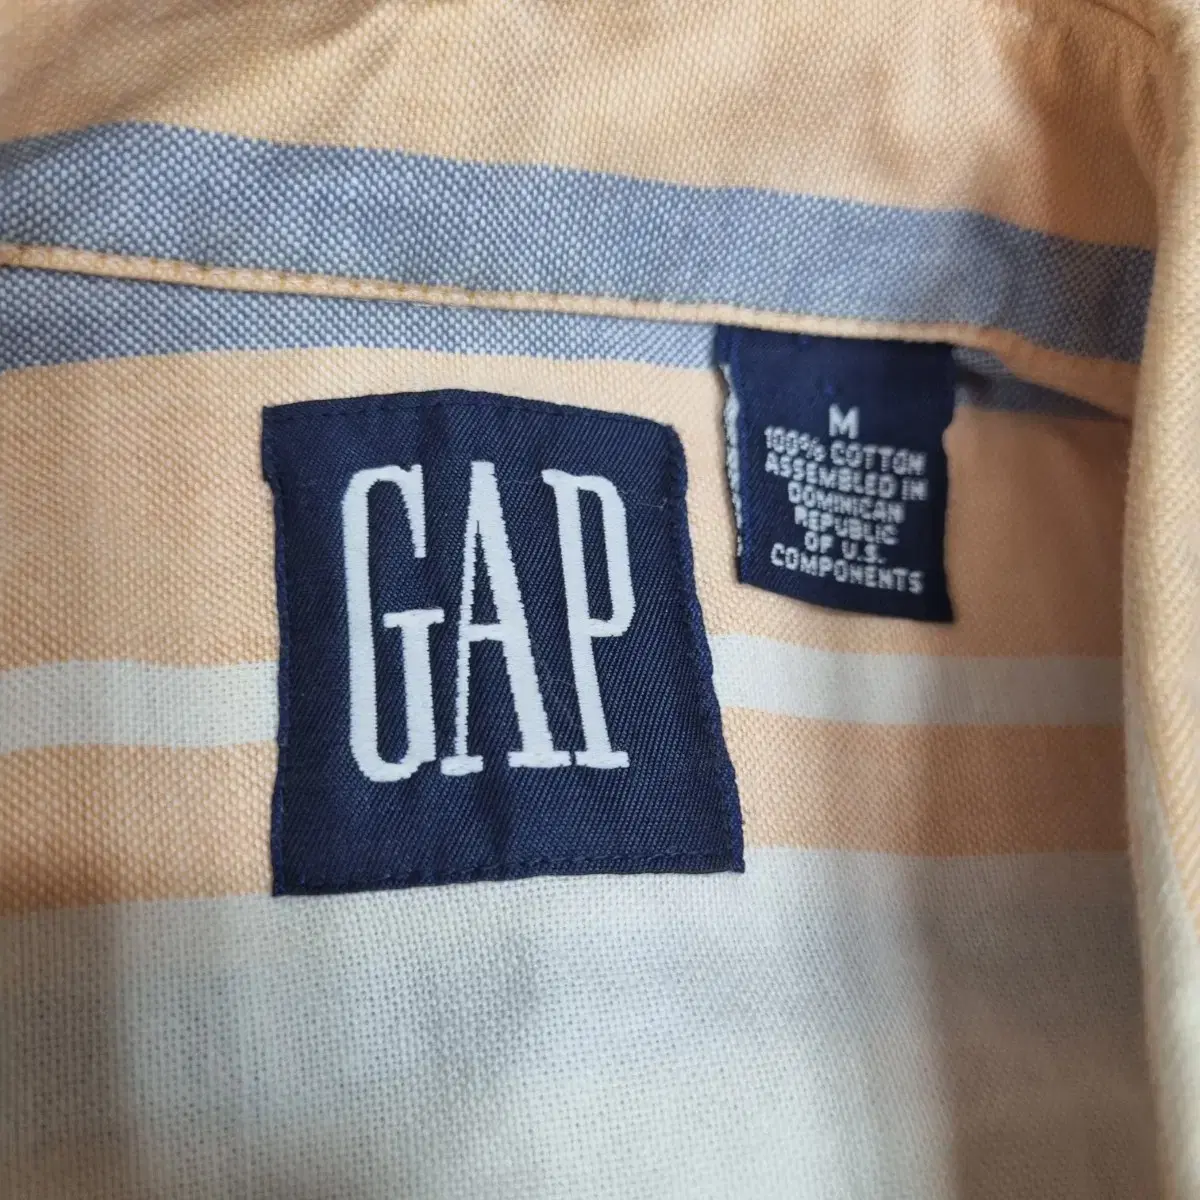 GAP
M
100% COTTON
ASSEMBLED IN
DOMINICAN
REPUBLIC
OF U.S.
COMPONENTS